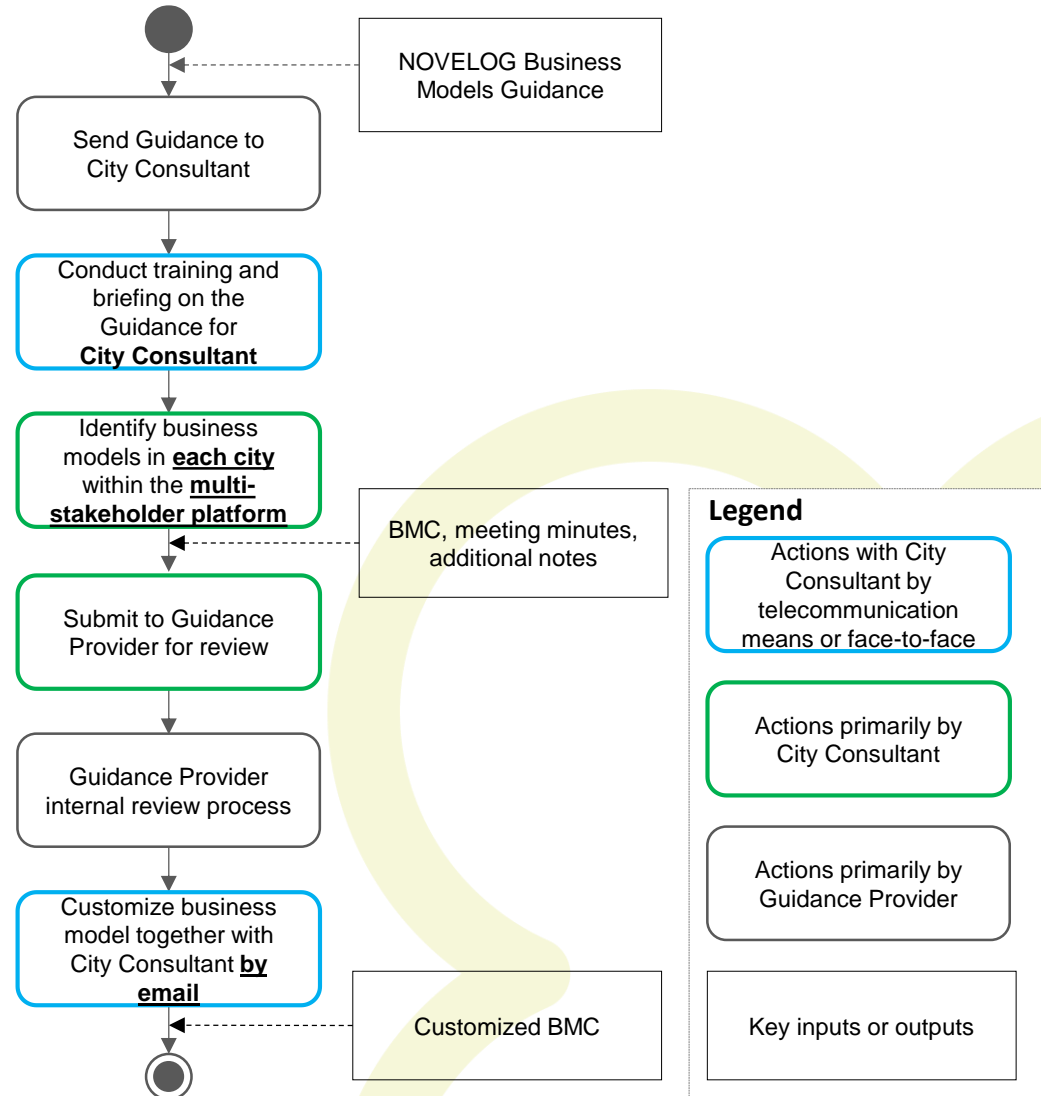 NOVELOG Business
Models Guidance
Send Guidance to
City Consultant
Conduct training and
briefing on the
Guidance for
City Consultant
Identify business
models in each city
within the multi-
stakeholder platform
BMC, meeting minutes,
additional notes
Submit to Guidance
Provider for review
Guidance Provider
internal review process
Customize business
model together with
City Consultant by
email
Customized BMC
Legend
Actions with City
Consultant by
telecommunication
means or face-to-face
Actions primarily by
City Consultant
Actions primarily by
Guidance Provider
Key inputs or outputs